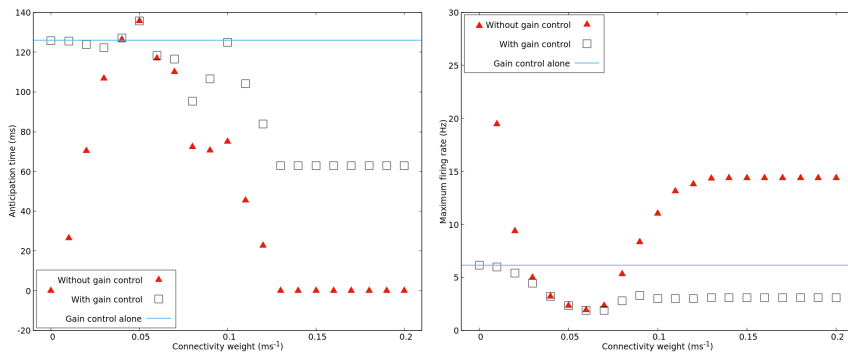 140
120
100
80
60
40
20
0
-20
Anticipation time (ms)
Without gain control
With gain control
Gain control alone
0 0.05 0.1 0.15 0.2
Connectivity weight (ms⁻¹)
30
25
20
15
10
5
0
Maximum firing rate (Hz)
Without gain control
With gain control
Gain control alone
0 0.05 0.1 0.15 0.2
Connectivity weight (ms⁻¹)